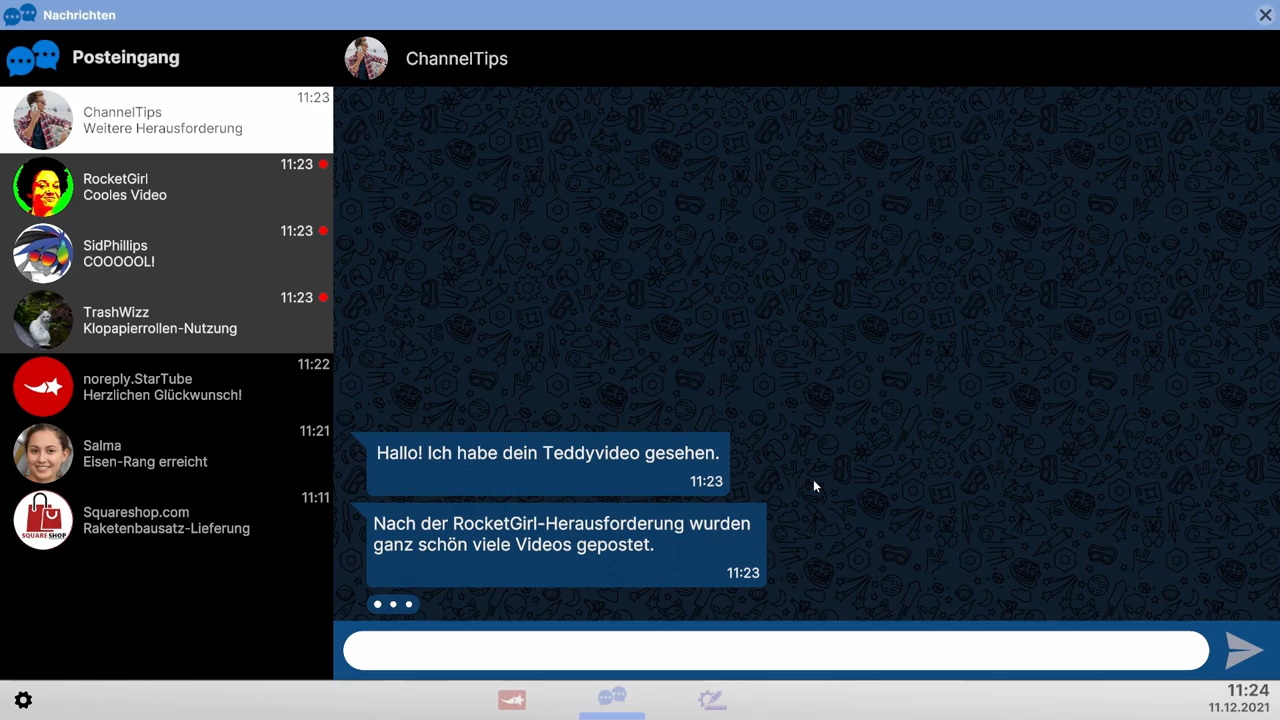 Nachrichten
Posteingang
ChannelTips
11:23
ChannelTips
Weitere Herausforderung
11:23
RocketGirl
Cooles Video
11:23
SidPhillips
COOOOOL!
11:23
TrashWizz
Klopapierrollen-Nutzung
11:22
noreply.StarTube
Herzlichen Glückwunsch!
11:21
Salma
Eisen-Rang erreicht
11:11
Squareshop.com
Raketenbausatz-Lieferung
SQUARE SHOP
Hallo! Ich habe dein Teddyvideo gesehen.
11:23
Nach der RocketGirl-Herausforderung wurden
ganz schön viele Videos gepostet.
11:23
11:24
11.12.2021